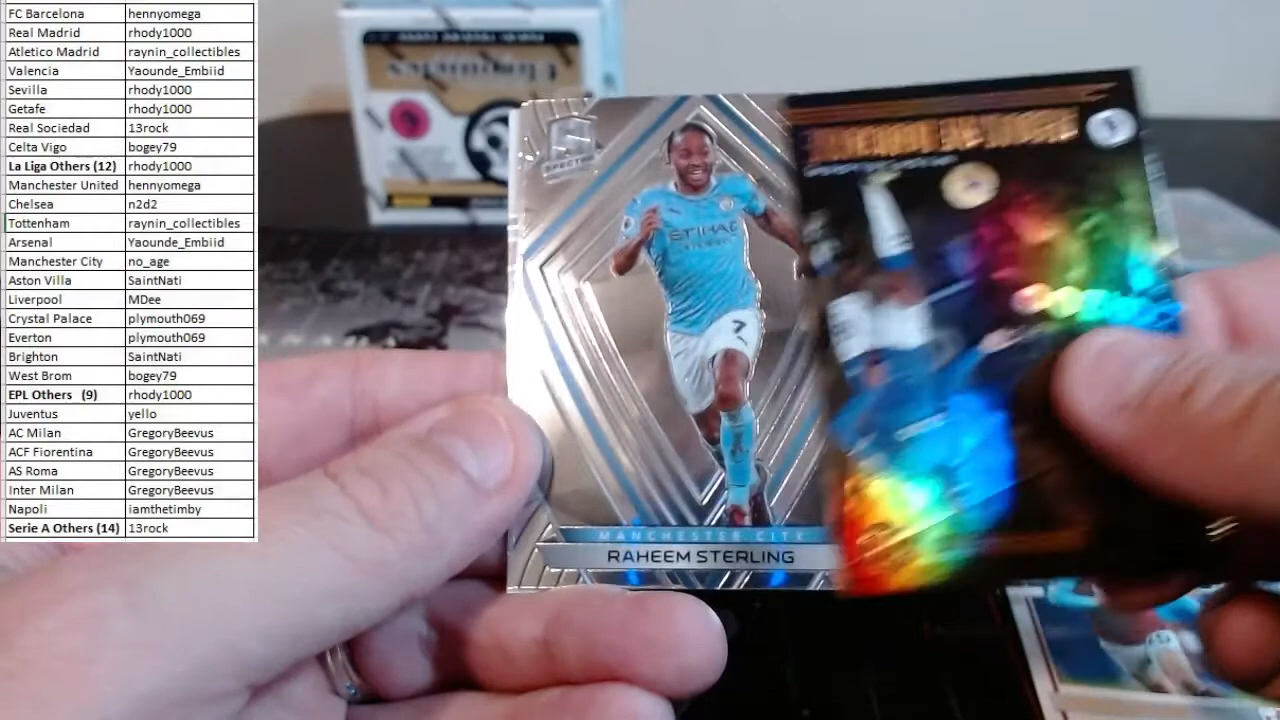 FC Barcelona hennyomega
Real Madrid rhody1000
Atletico Madrid raynin_collectibles
Valencia Yaounde_Embiid
Sevilla rhody1000
Getafe rhody1000
Real Sociedad 13rock
Celta Vigo bogey79
La Liga Others (12) rhody1000
Manchester United hennyomega
Chelsea n2d2
Tottenham raynin_collectibles
Arsenal Yaounde_Embiid
Manchester City no_age
Aston Villa SaintNati
Liverpool MDee
Crystal Palace plymouth069
Everton plymouth069
Brighton SaintNati
West Brom bogey79
EPL Others (9) rhody1000
Juventus yello
AC Milan GregoryBeevus
ACF Fiorentina GregoryBeevus
AS Roma GregoryBeevus
Inter Milan GregoryBeevus
Napoli iamthetimby
Serie A Others (14) 13rock
Chronicles
SPECTRA
ETIHAD
AIRWAYS
7
MANCHESTER CITY
RAHEEM STERLING